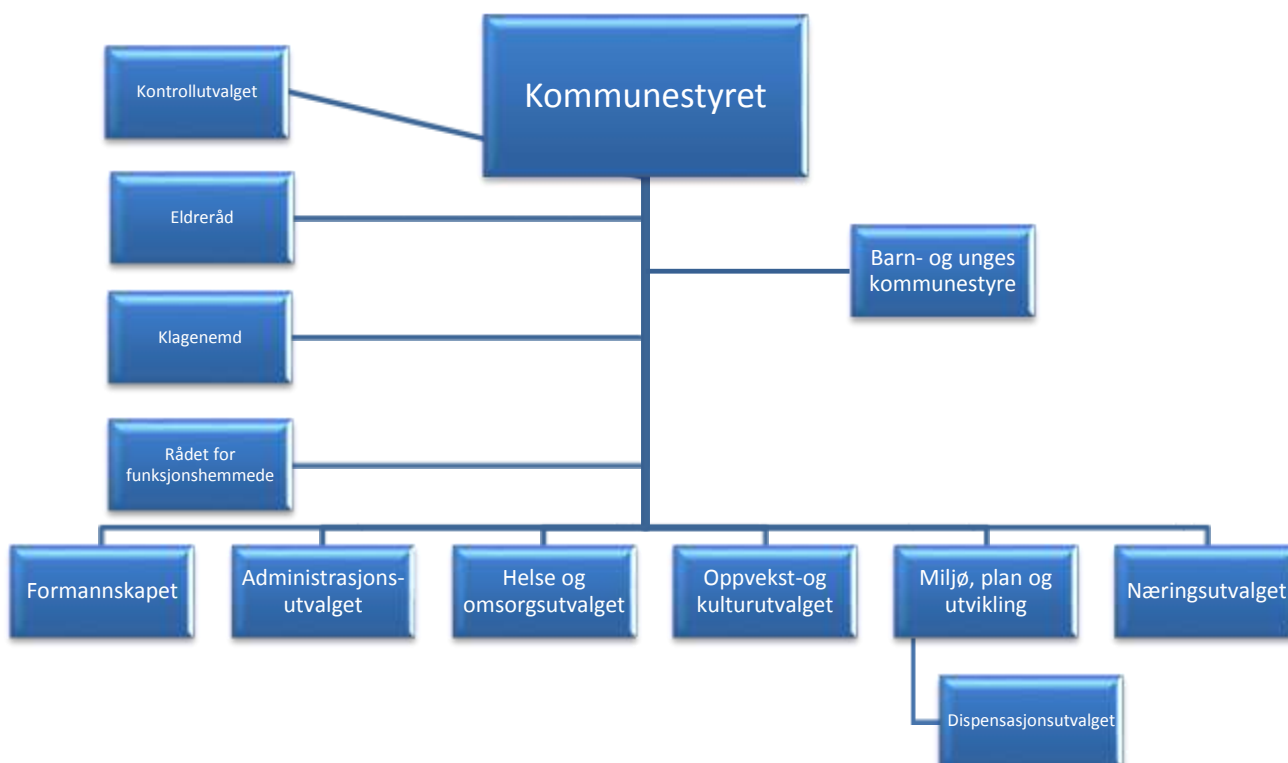 Kommunestyret
Kontrollutvalget
Eldreråd
Barn- og unges
kommunestyre
Klagenemd
Rådet for
funksjonshemmede
Formannskapet
Administrasjons-
utvalget
Helse og
omsorgsutvalget
Oppvekst-og
kulturutvalget
Miljø, plan og
utvikling
Næringsutvalget
Dispensasjonsutvalget